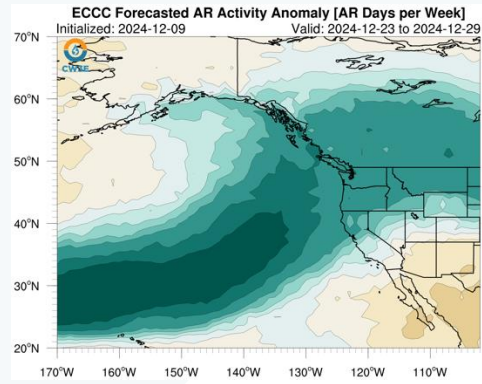 ECCC Forecasted AR Activity Anomaly [AR Days per Week]
Initialized: 2024-12-09 Valid: 2024-12-23 to 2024-12-29
70°N
CW3E
60°N
50°N
40°N
30°N
20°N
170°W 160°W 150°W 140°W 130°W 120°W 110°W